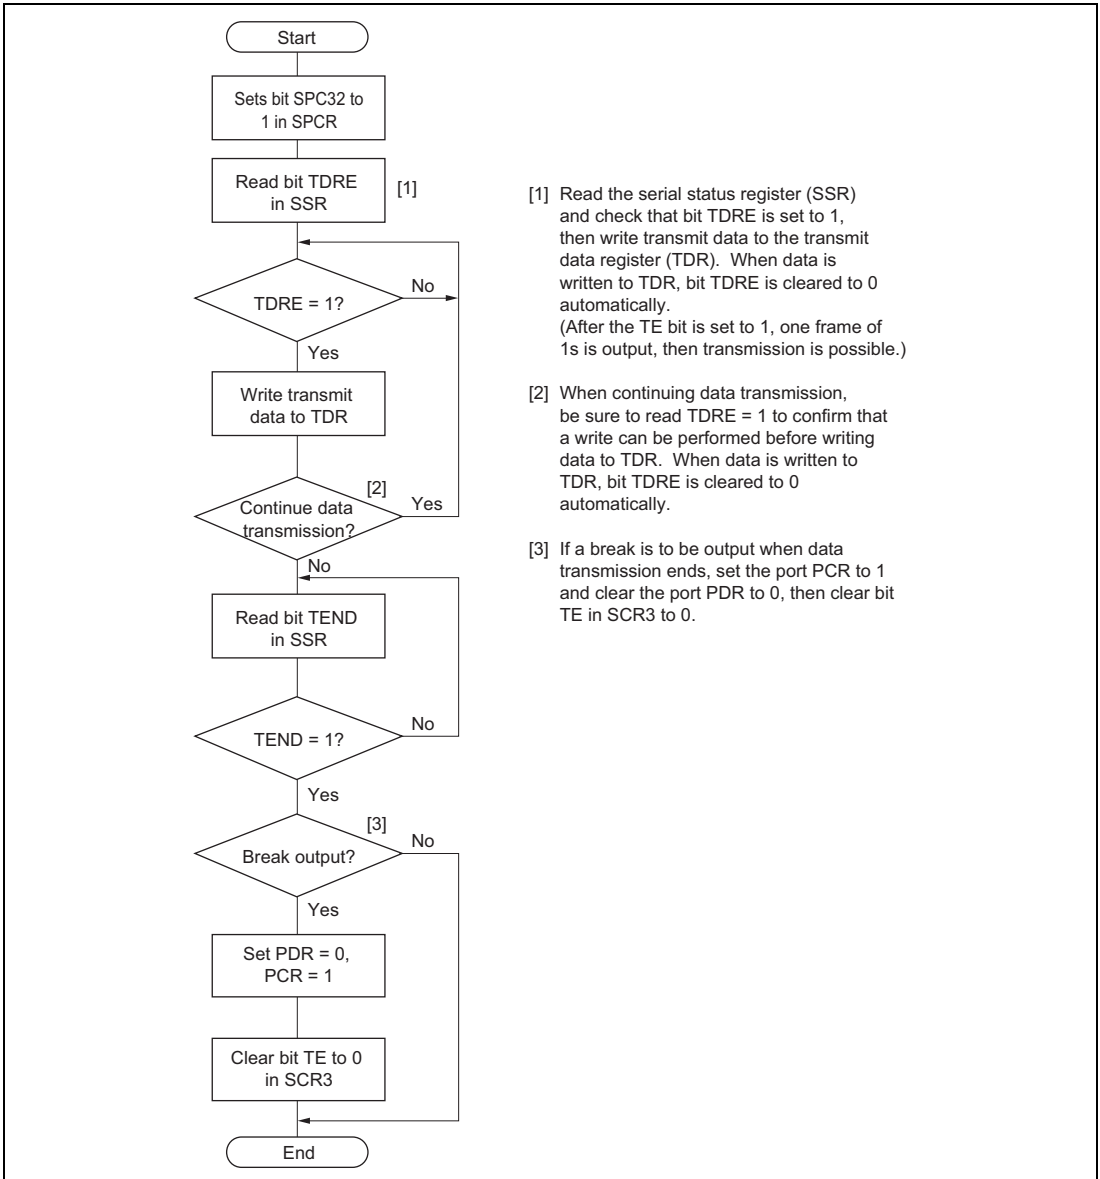 Start
Sets bit SPC32 to
1 in SPCR
Read bit TDRE
in SSR
[1]
TDRE = 1?
No
Yes
Write transmit
data to TDR
[2]
Continue data
transmission?
Yes
No
Read bit TEND
in SSR
TEND = 1?
No
Yes
[3]
Break output?
No
Yes
Set PDR = 0,
PCR = 1
Clear bit TE to 0
in SCR3
End
[1] Read the serial status register (SSR)
and check that bit TDRE is set to 1,
then write transmit data to the transmit
data register (TDR). When data is
written to TDR, bit TDRE is cleared to 0
automatically.
(After the TE bit is set to 1, one frame of
1s is output, then transmission is possible.)
[2] When continuing data transmission,
be sure to read TDRE = 1 to confirm that
a write can be performed before writing
data to TDR. When data is written to
TDR, bit TDRE is cleared to 0
automatically.
[3] If a break is to be output when data
transmission ends, set the port PCR to 1
and clear the port PDR to 0, then clear bit
TE in SCR3 to 0.